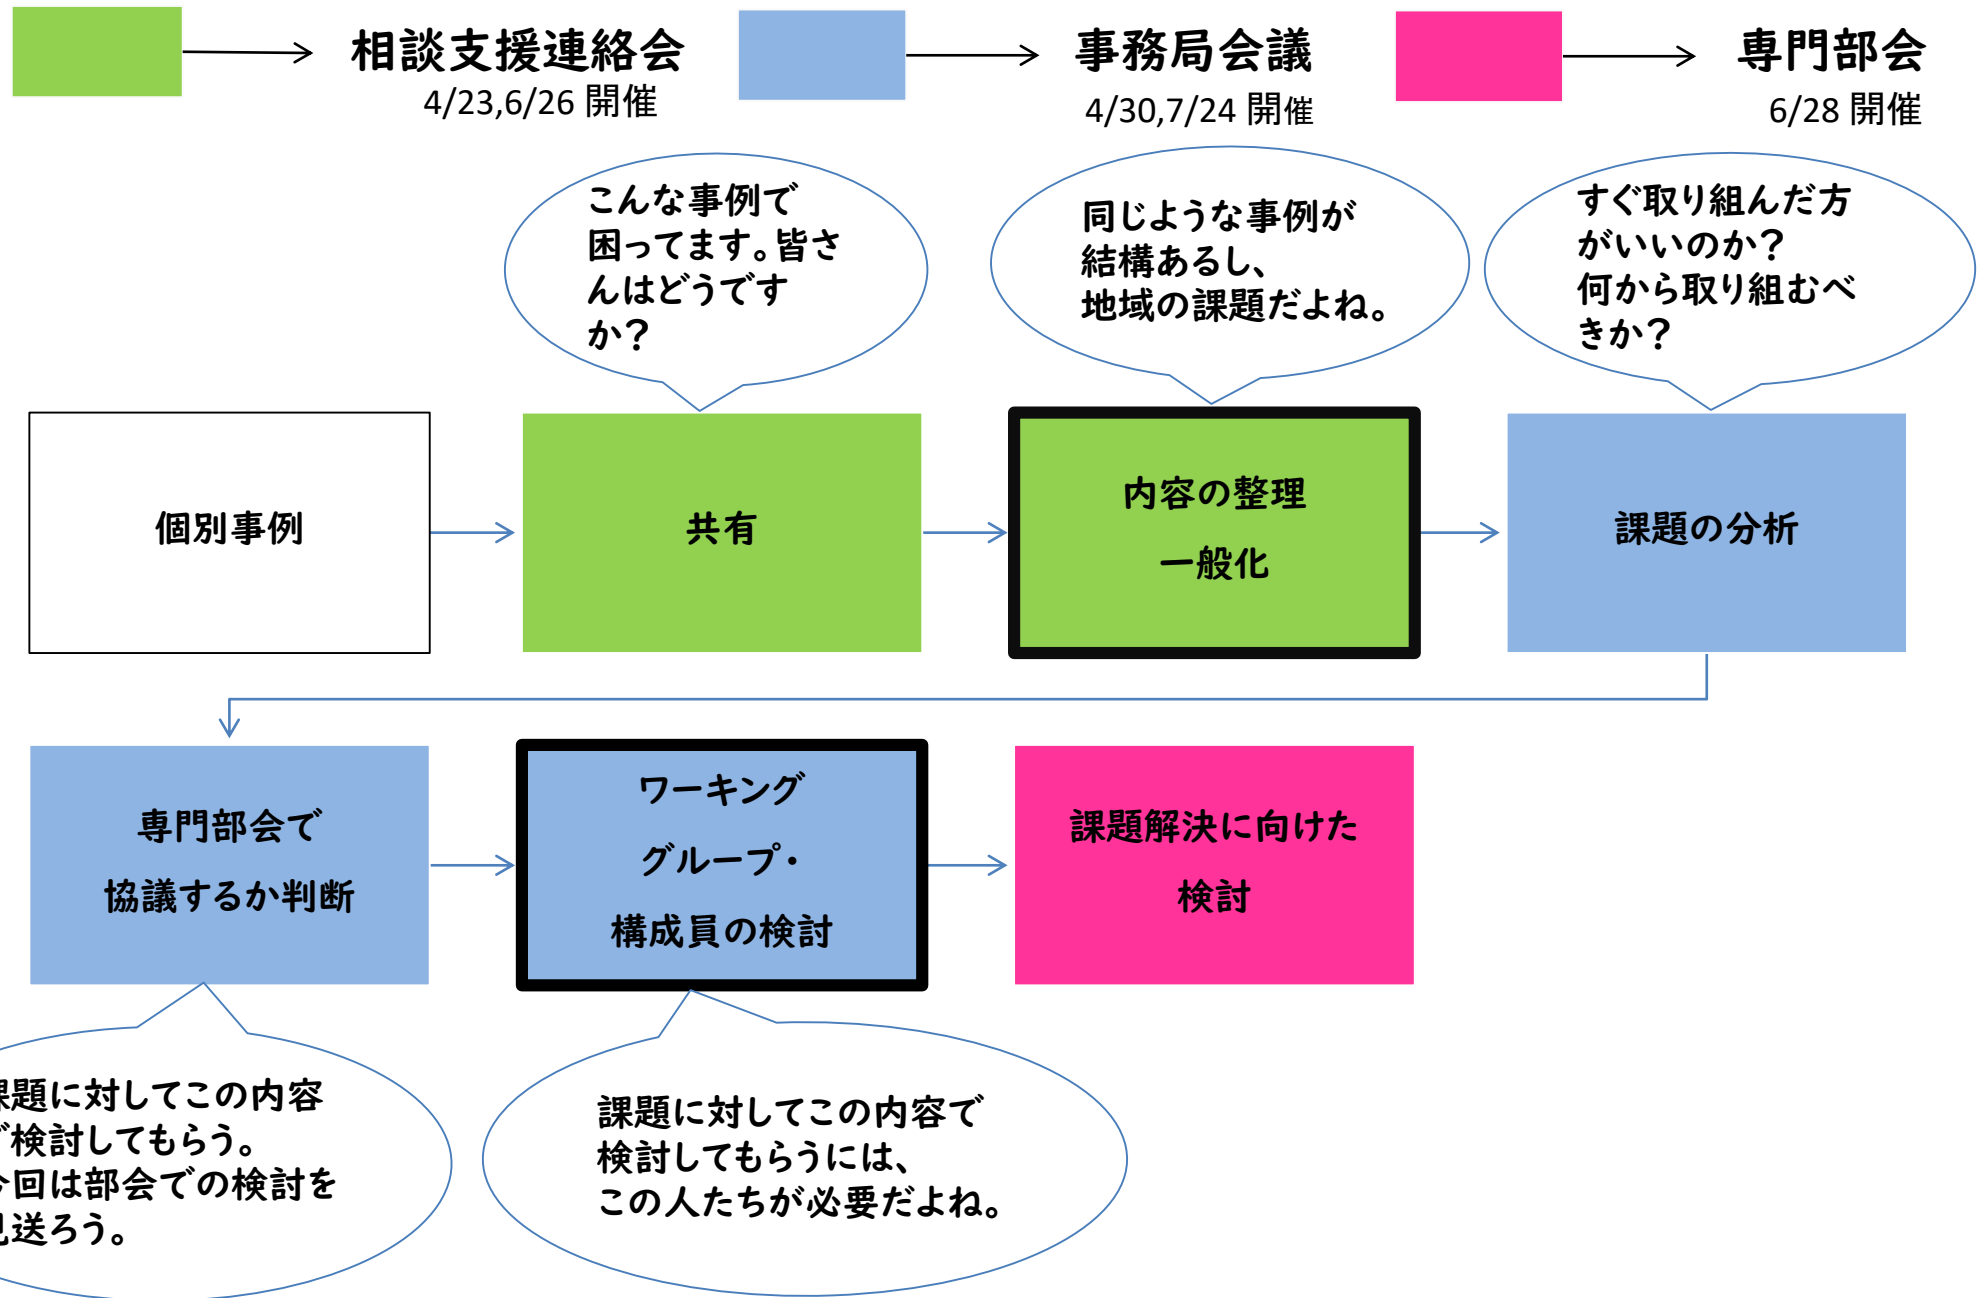 相談支援連絡会
4/23,6/26 開催
事務局会議
4/30,7/24 開催
専門部会
6/28 開催
こんな事例で
困ってます。皆さ
んはどうです
か？
同じような事例が
結構あるし、
地域の課題だよね。
すぐ取り組んだ方
がいいのか？
何から取り組むべ
きか？
個別事例
共有
内容の整理
一般化
課題の分析
専門部会で
協議するか判断
ワーキング
グループ・
構成員の検討
課題解決に向けた
検討
課題に対してこの内容
で検討してもらう。
今回は部会での検討を
見送ろう。
課題に対してこの内容で
検討してもらうには、
この人たちが必要だよね。